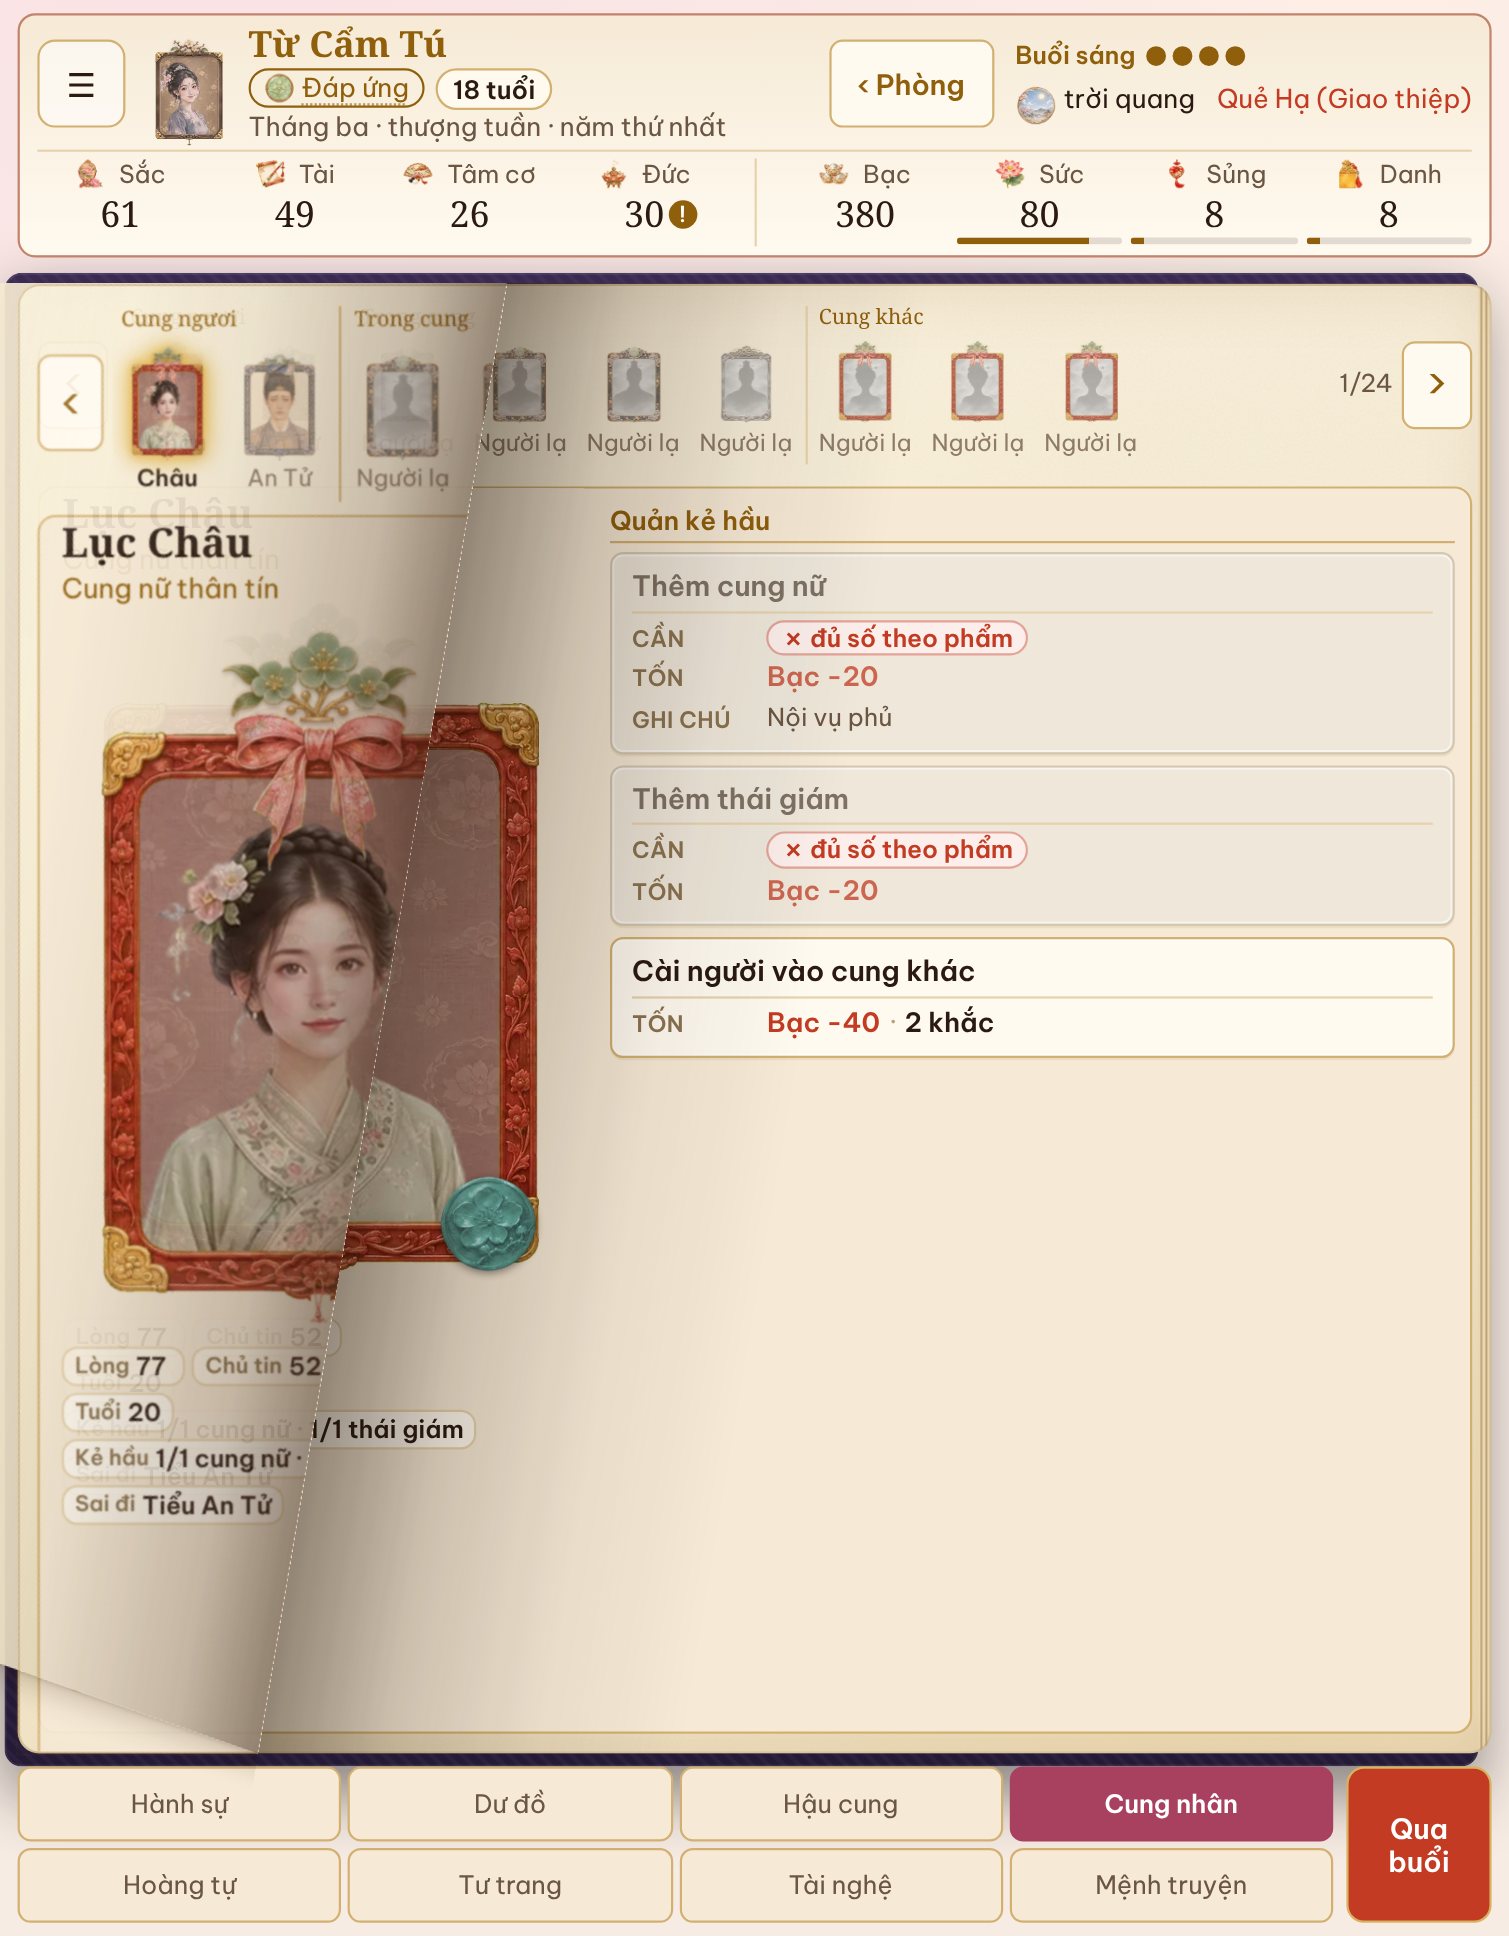 ☰
Từ Cẩm Tú
Đáp ứng 18 tuổi
Tháng ba · thượng tuần · năm thứ nhất
‹ Phòng
Buổi sáng
trời quang Quẻ Hạ (Giao thiệp)
Sắc Tài Tâm cơ Đức Bạc Sức Sủng Danh
61 49 26 30 ! 380 80 8 8
Cung ngươi Trong cung Cung khác
‹ 1/24 ›
Châu An Tử Người lạ Người lạ Người lạ Người lạ Người lạ Người lạ Người lạ
Lục Châu
Cung nữ thân tín
Lòng 77 Chủ tin 52
Tuổi 20
Kẻ hầu 1/1 cung nữ · 1/1 thái giám
Sai đi Tiểu An Tử
Quản kẻ hầu
Thêm cung nữ
CẦN × đủ số theo phẩm
TỐN Bạc -20
GHI CHÚ Nội vụ phủ
Thêm thái giám
CẦN × đủ số theo phẩm
TỐN Bạc -20
Cài người vào cung khác
TỐN Bạc -40 · 2 khắc
Hành sự Dư đồ Hậu cung Cung nhân
Hoàng tự Tư trang Tài nghệ Mệnh truyện
Qua
buổi